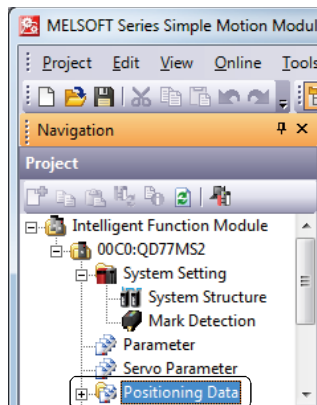 MELSOFT Series Simple Motion Modul
Project Edit View Online Tools
Navigation
Project
Intelligent Function Module
00C0:QD77MS2
System Setting
System Structure
Mark Detection
Parameter
Servo Parameter
Positioning Data